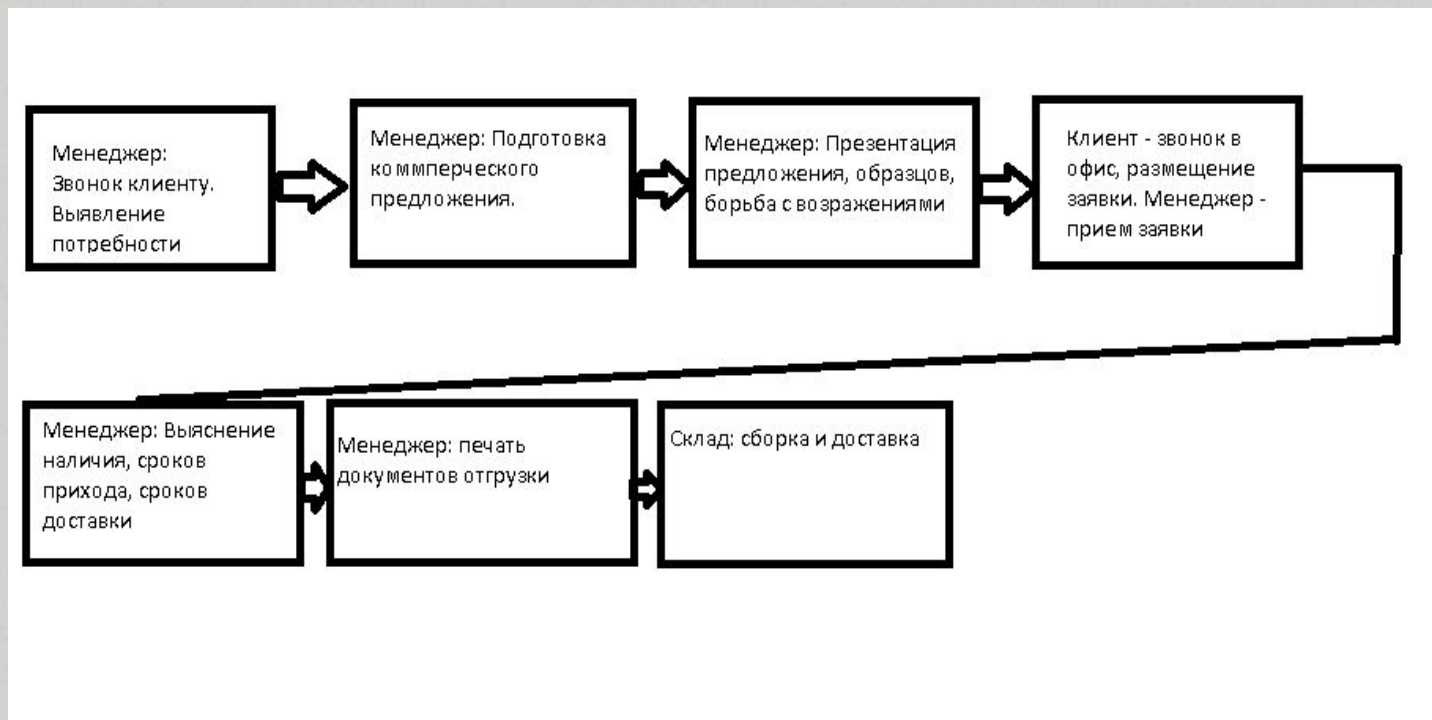 Менеджер:
Звонок клиенту.
Выявление
потребности
Менеджер: Подготовка
коммперческого
предложения.
Менеджер: Презентация
предложения, образцов,
борьба с возражениями
Клиент - звонок в
офис, размещение
заявки. Менеджер -
прием заявки
Менеджер: Выяснение
наличия, сроков
прихода, сроков
доставки
Менеджер: печать
документов отгрузки
Склад: сборка и доставка